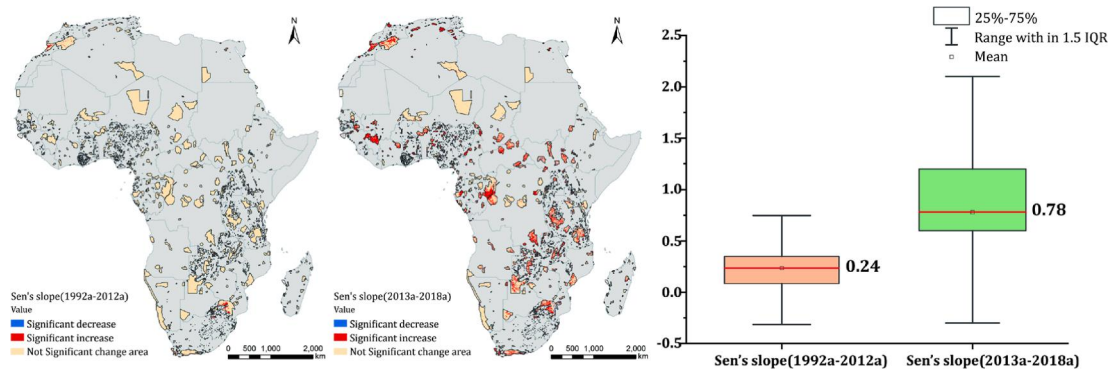 N
Sen's slope(1992a-2012a)
Value
Significant decrease
Significant increase
Not Significant change area
0 500 1,000 2,000
km
N
Sen's slope(2013a-2018a)
Value
Significant decrease
Significant increase
Not Significant change area
0 500 1,000 2,000
km
25%-75%
Range with in 1.5 IQR
Mean
2.5
2.0
1.5
1.0
0.5
0.0
-0.5
0.24
0.78
Sen's slope(1992a-2012a)
Sen's slope(2013a-2018a)